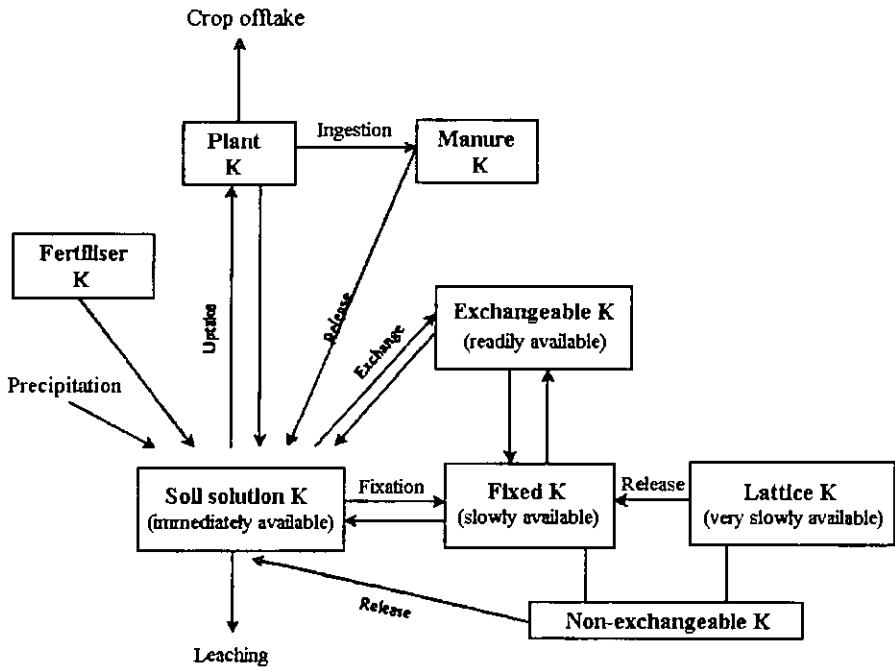 Crop offtake
Plant
K
Ingestion
Manure
K
Fertiliser
K
Uptake
Release
Exchange
Exchangeable K
(readily available)
Precipitation
Soil solution K
(immediately available)
Fixation
Fixed K
(slowly available)
Release
Lattice K
(very slowly available)
Release
Non-exchangeable K
Leaching